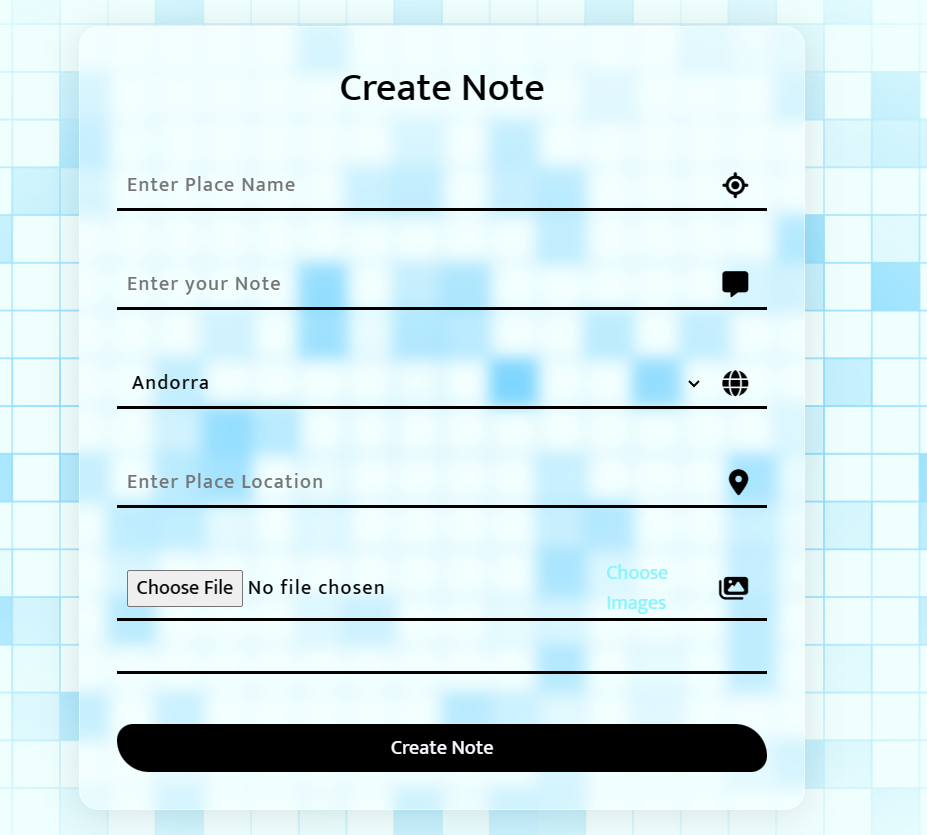 Create Note
Enter Place Name
Enter your Note
Andorra
Enter Place Location
Choose File No file chosen
Choose
Images
Create Note